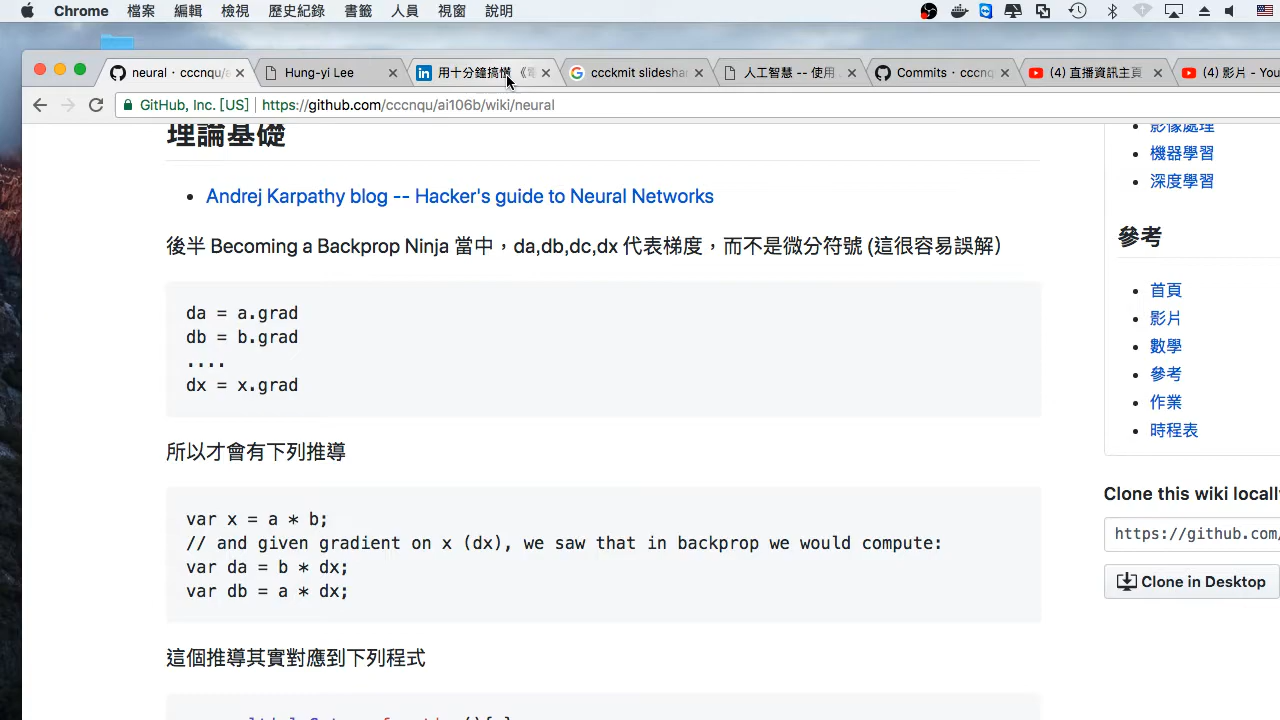 Chrome 檔案 編輯 檢視 歷史紀錄 書籤 人員 視窗 說明
neural · cccnqu/a
Hung-yi Lee
用十分鐘搞懂 《電
ccckmit slideshar
人工智慧 -- 使用
Commits · cccnq
(4) 直播資訊主頁
(4) 影片 - You
GitHub, Inc. [US] https://github.com/cccnqu/ai106b/wiki/neural
理論基礎
Andrej Karpathy blog -- Hacker's guide to Neural Networks
後半 Becoming a Backprop Ninja 當中，da,db,dc,dx 代表梯度，而不是微分符號 (這很容易誤解）
da = a.grad
db = b.grad
....
dx = x.grad
所以才會有下列推導
var x = a * b;
// and given gradient on x (dx), we saw that in backprop we would compute:
var da = b * dx;
var db = a * dx;
這個推導其實對應到下列程式
影像處理
機器學習
深度學習
參考
首頁
影片
數學
參考
作業
時程表
Clone this wiki locally
https://github.com/
Clone in Desktop